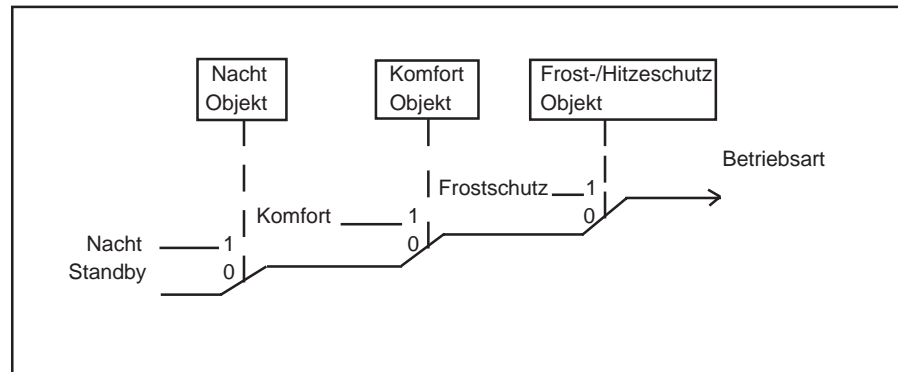 Nacht
Objekt
Komfort
Objekt
Frost-/Hitzeschutz
Objekt
Betriebsart
Frostschutz 1
0
Komfort 1
0
Nacht 1
Standby 0